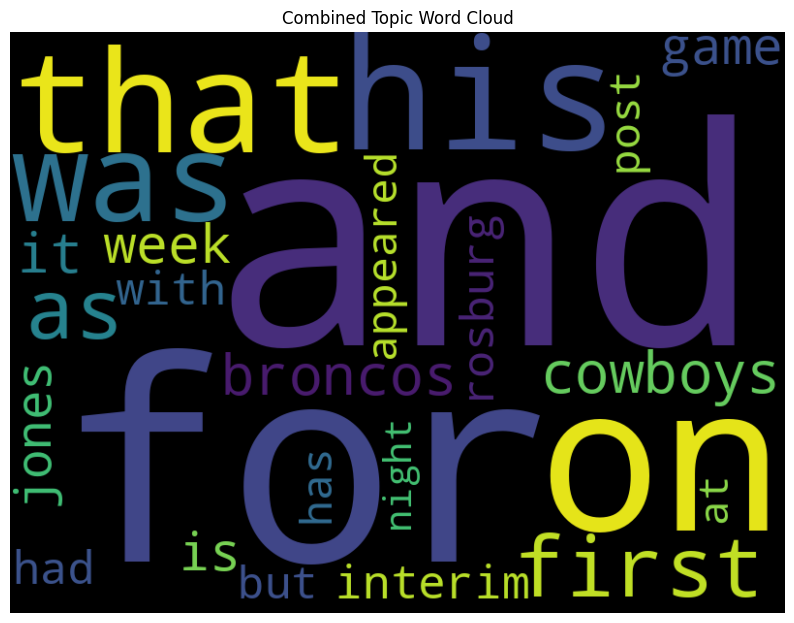 Combined Topic Word Cloud
that
his
game
post
was
and
appeared
rosburg
it
week
with
as
broncos
cowboys
jones
for
on
has
night
at
had
is
but
interim
first